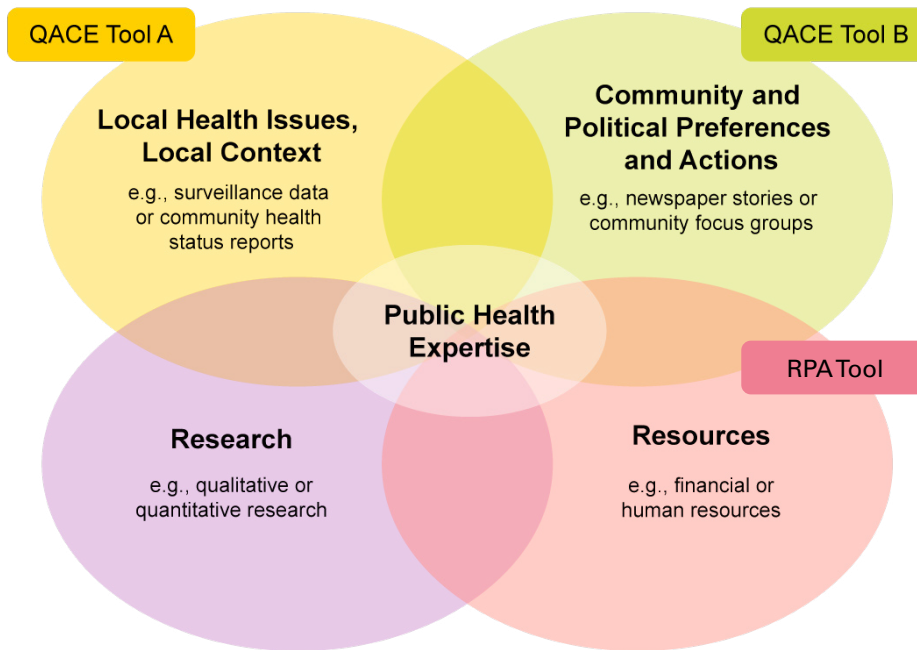 QACE Tool A
QACE Tool B
Local Health Issues,
Local Context
e.g., surveillance data
or community health
status reports
Community and
Political Preferences
and Actions
e.g., newspaper stories or
community focus groups
Public Health
Expertise
RPA Tool
Research
e.g., qualitative or
quantitative research
Resources
e.g., financial or
human resources